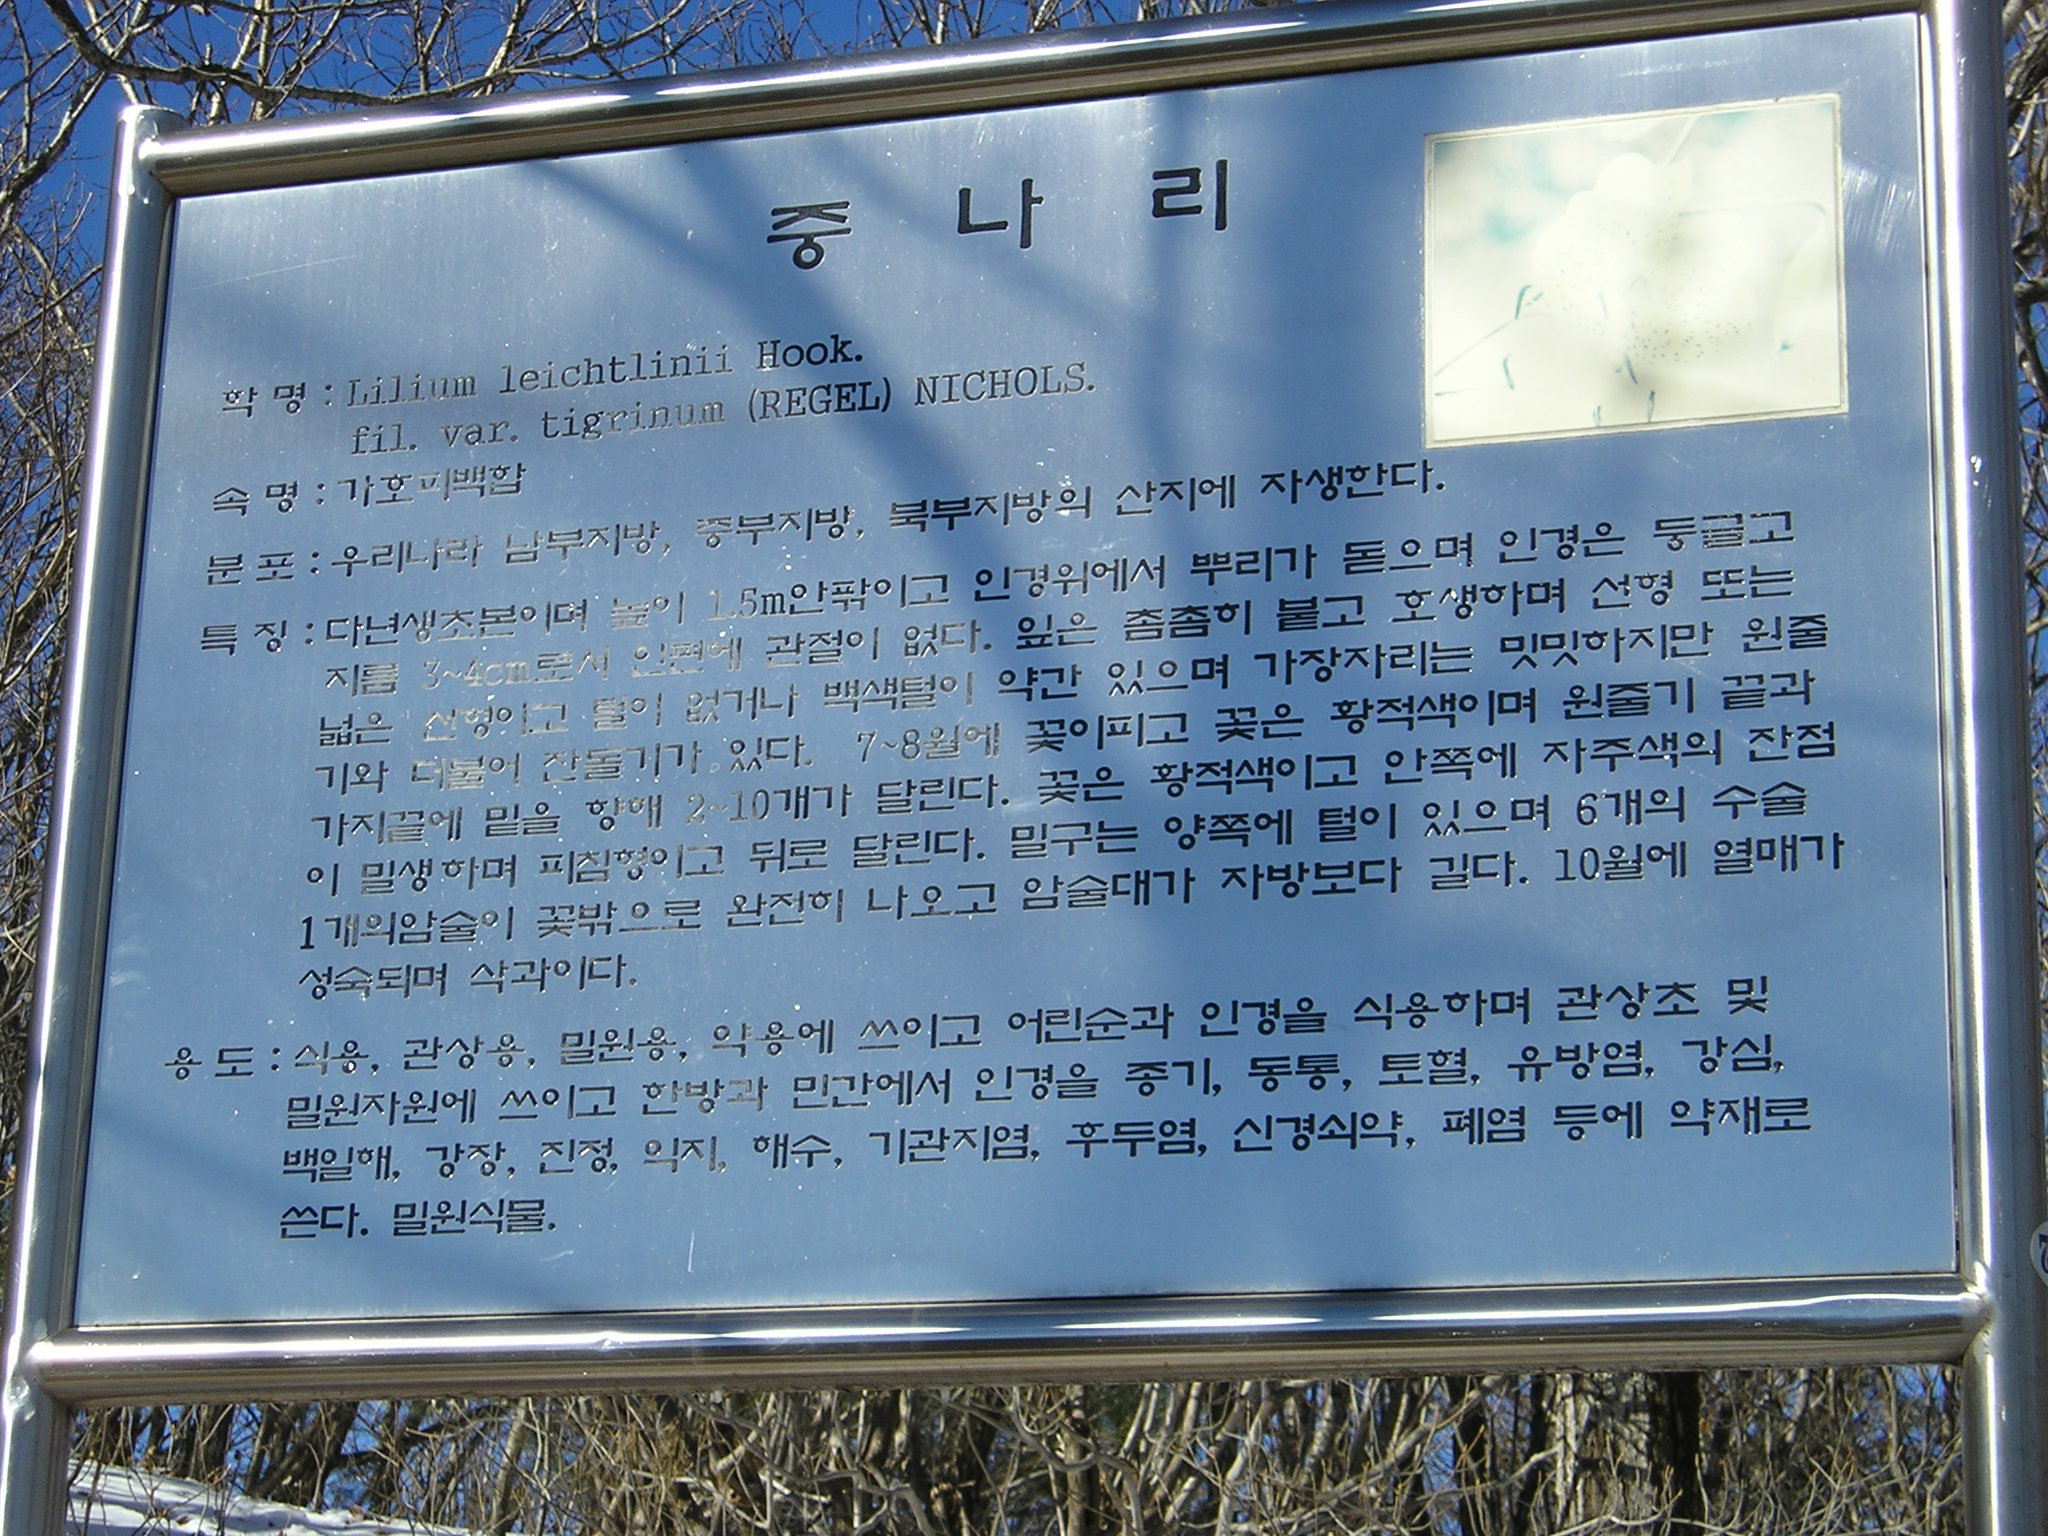 중 나 리
학 명 : Lilium leichtlinii Hook.
fil. var. tigrinum (REGEL) NICHOLS.
속 명 : 가호피백합
분 포 : 우리나라 남부지방, 중부지방, 북부지방의 산지에 자생한다.
특 징 : 다년생초본이며 높이 1.5m안팎이고 인경위에서 뿌리가 돋으며 인경은 둥글고
지름 3~4cm로서 인편에 관절이 없다. 잎은 촘촘히 붙고 호생하며 선형 또는
넓은 선형이고 털이 없거나 백색털이 약간 있으며 가장자리는 밋밋하지만 원줄
기와 더불어 잔돌기가 있다. 7~8월에 꽃이피고 꽃은 황적색이며 원줄기 끝과
가지끝에 밑을 향해 2~10개가 달린다. 꽃은 황적색이고 안쪽에 자주색의 잔점
이 밀생하며 피침형이고 뒤로 달린다. 밀구는 양쪽에 털이 있으며 6개의 수술
1개의암술이 꽃밖으로 완전히 나오고 암술대가 자방보다 길다. 10월에 열매가
성숙되며 삭과이다.
용 도 : 식용, 관상용, 밀원용, 약용에 쓰이고 어린순과 인경을 식용하며 관상초 및
밀원자원에 쓰이고 한방과 민간에서 인경을 종기, 동통, 토혈, 유방염, 강심,
백일해, 강장, 진정, 익지, 해수, 기관지염, 후두염, 신경쇠약, 폐렴 등에 약재로
쓴다. 밀원식물.